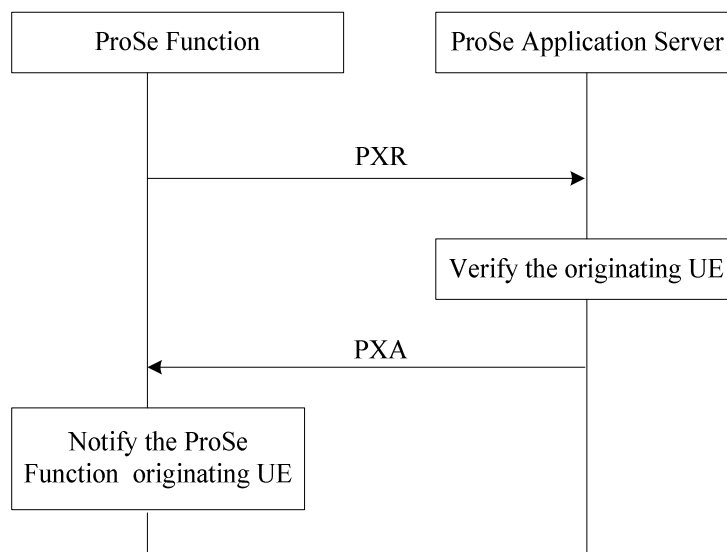 ProSe Function
ProSe Application Server
PXR
Verify the originating UE
PXA
Notify the ProSe
Function originating UE